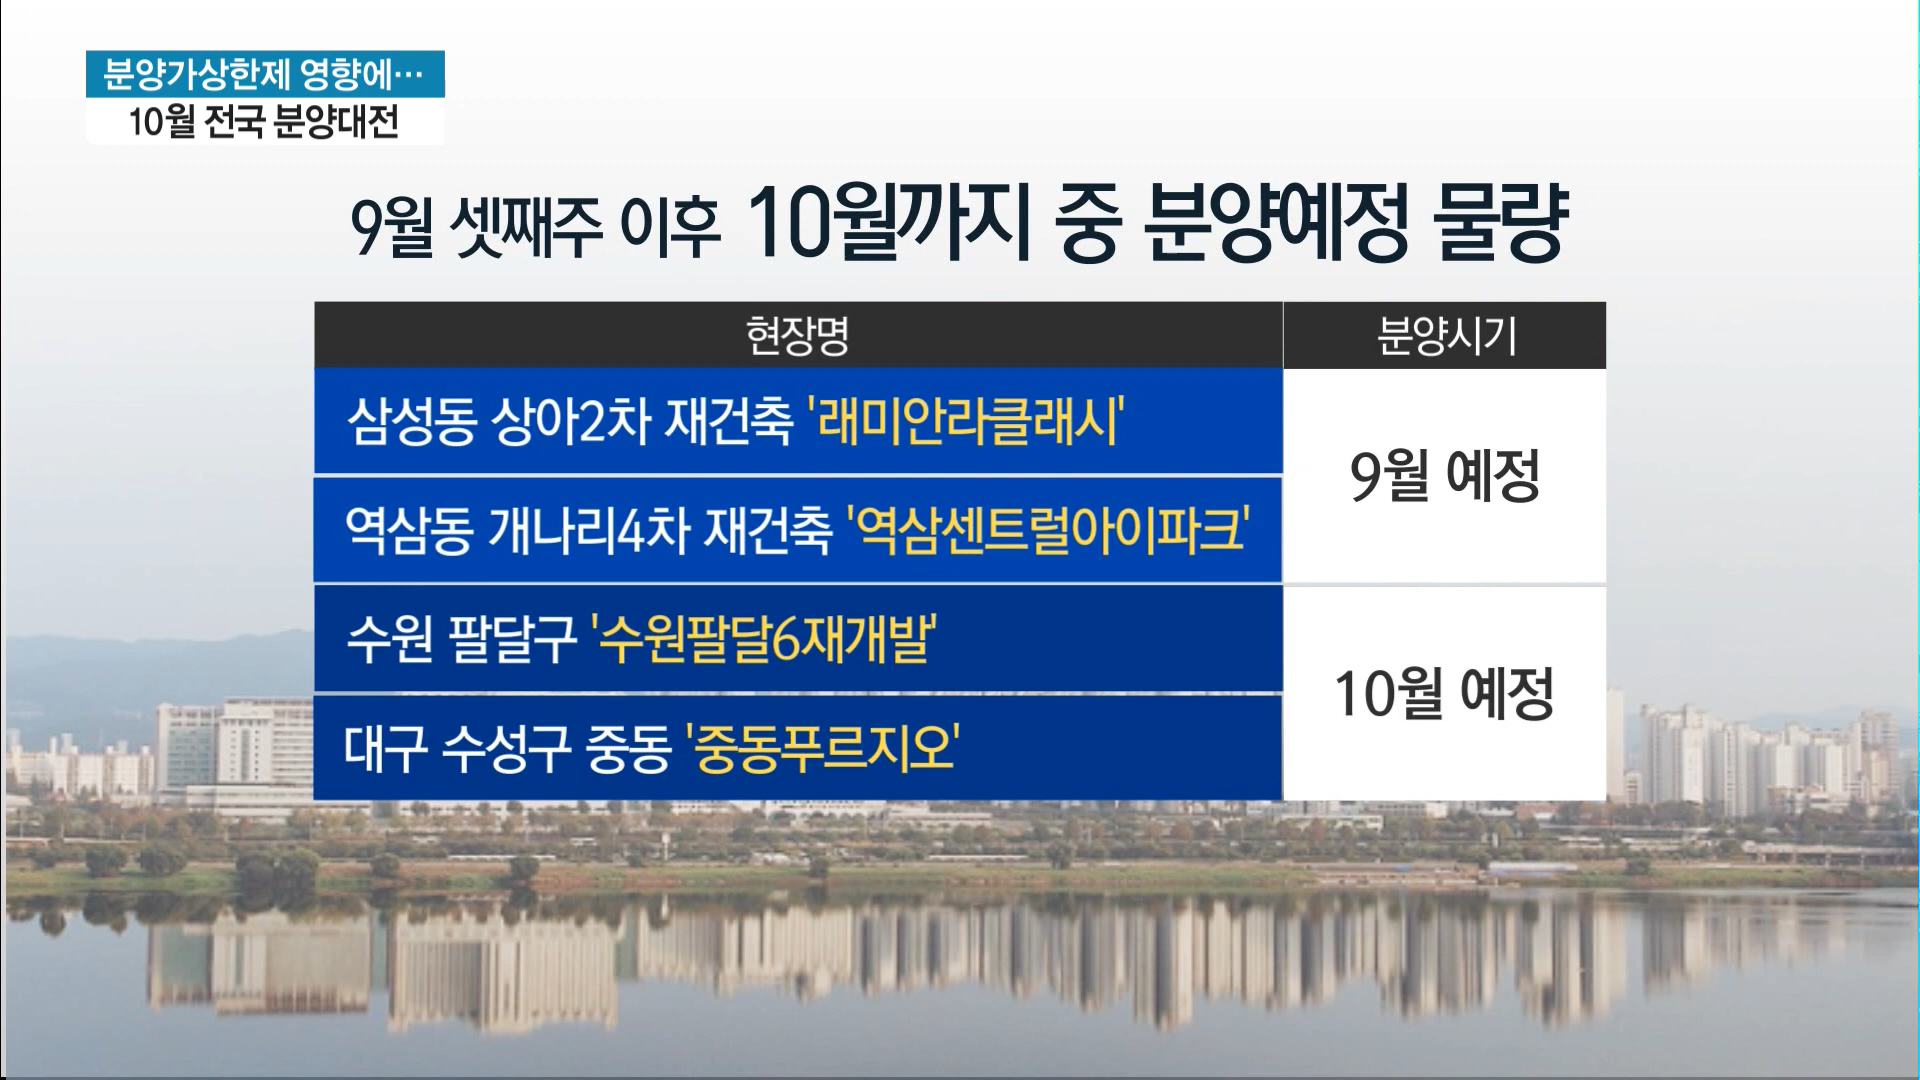 분양가상한제 영향에…
10월 전국 분양대전
9월 셋째주 이후 10월까지 중 분양예정 물량
현장명 분양시기
삼성동 상아2차 재건축 '래미안라클래시'
9월 예정
역삼동 개나리4차 재건축 '역삼센트럴아이파크'
수원 팔달구 '수원팔달6재개발'
10월 예정
대구 수성구 중동 '중동푸르지오'